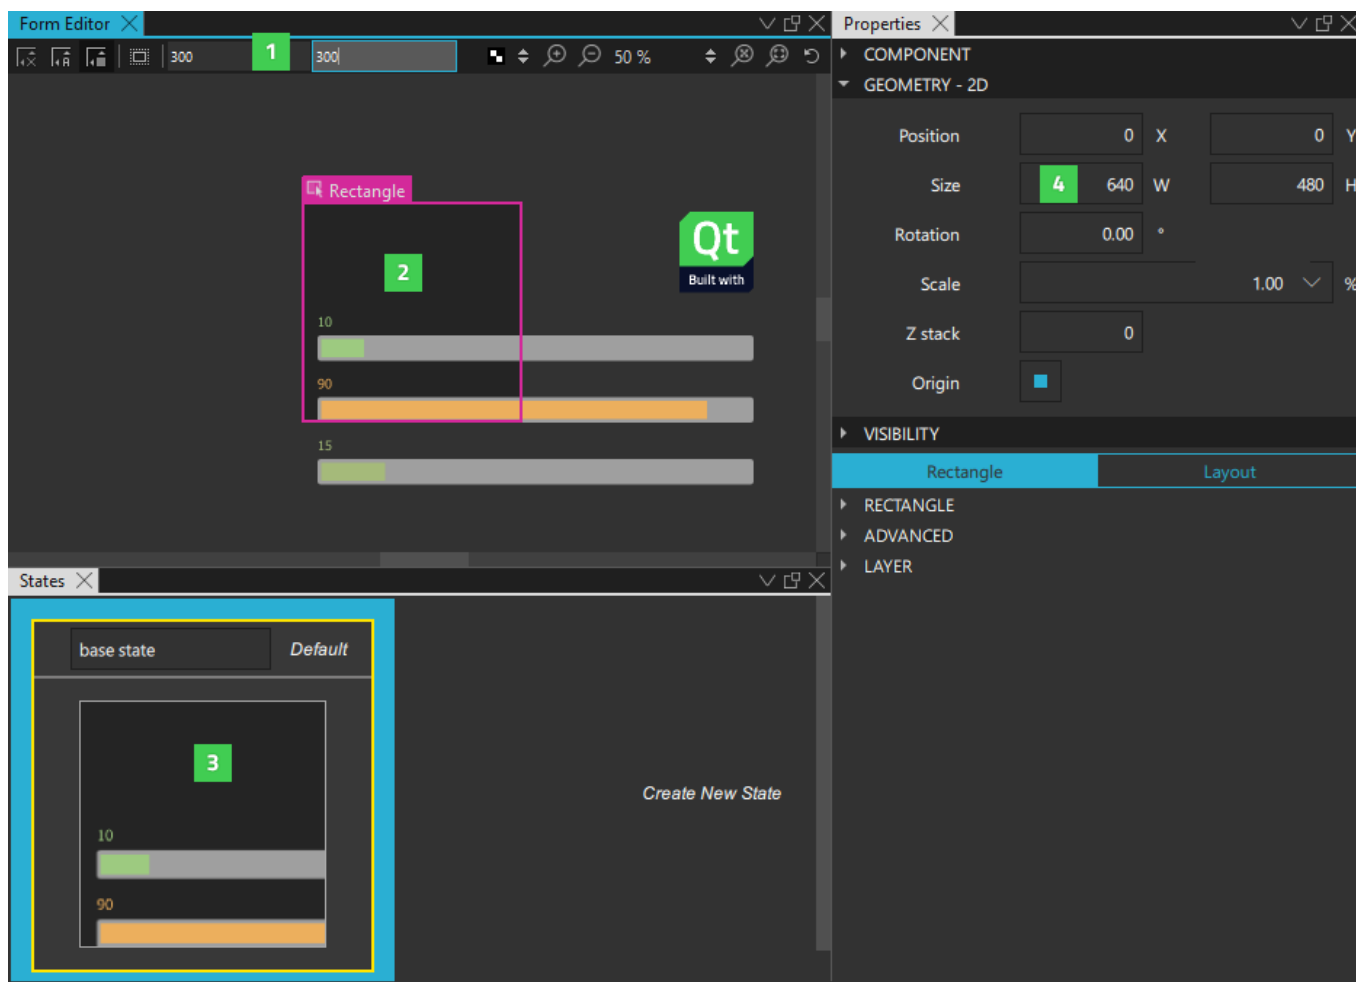 Form Editor
300
1
300
50 %
Rectangle
2
Qt
Built with
10
90
15
States
base state
Default
3
10
90
Create New State
Properties
COMPONENT
GEOMETRY - 2D
Position 0 X 0 Y
Size 4 640 W 480 H
Rotation 0.00 °
Scale 1.00 %
Z stack 0
Origin
VISIBILITY
Rectangle Layout
RECTANGLE
ADVANCED
LAYER